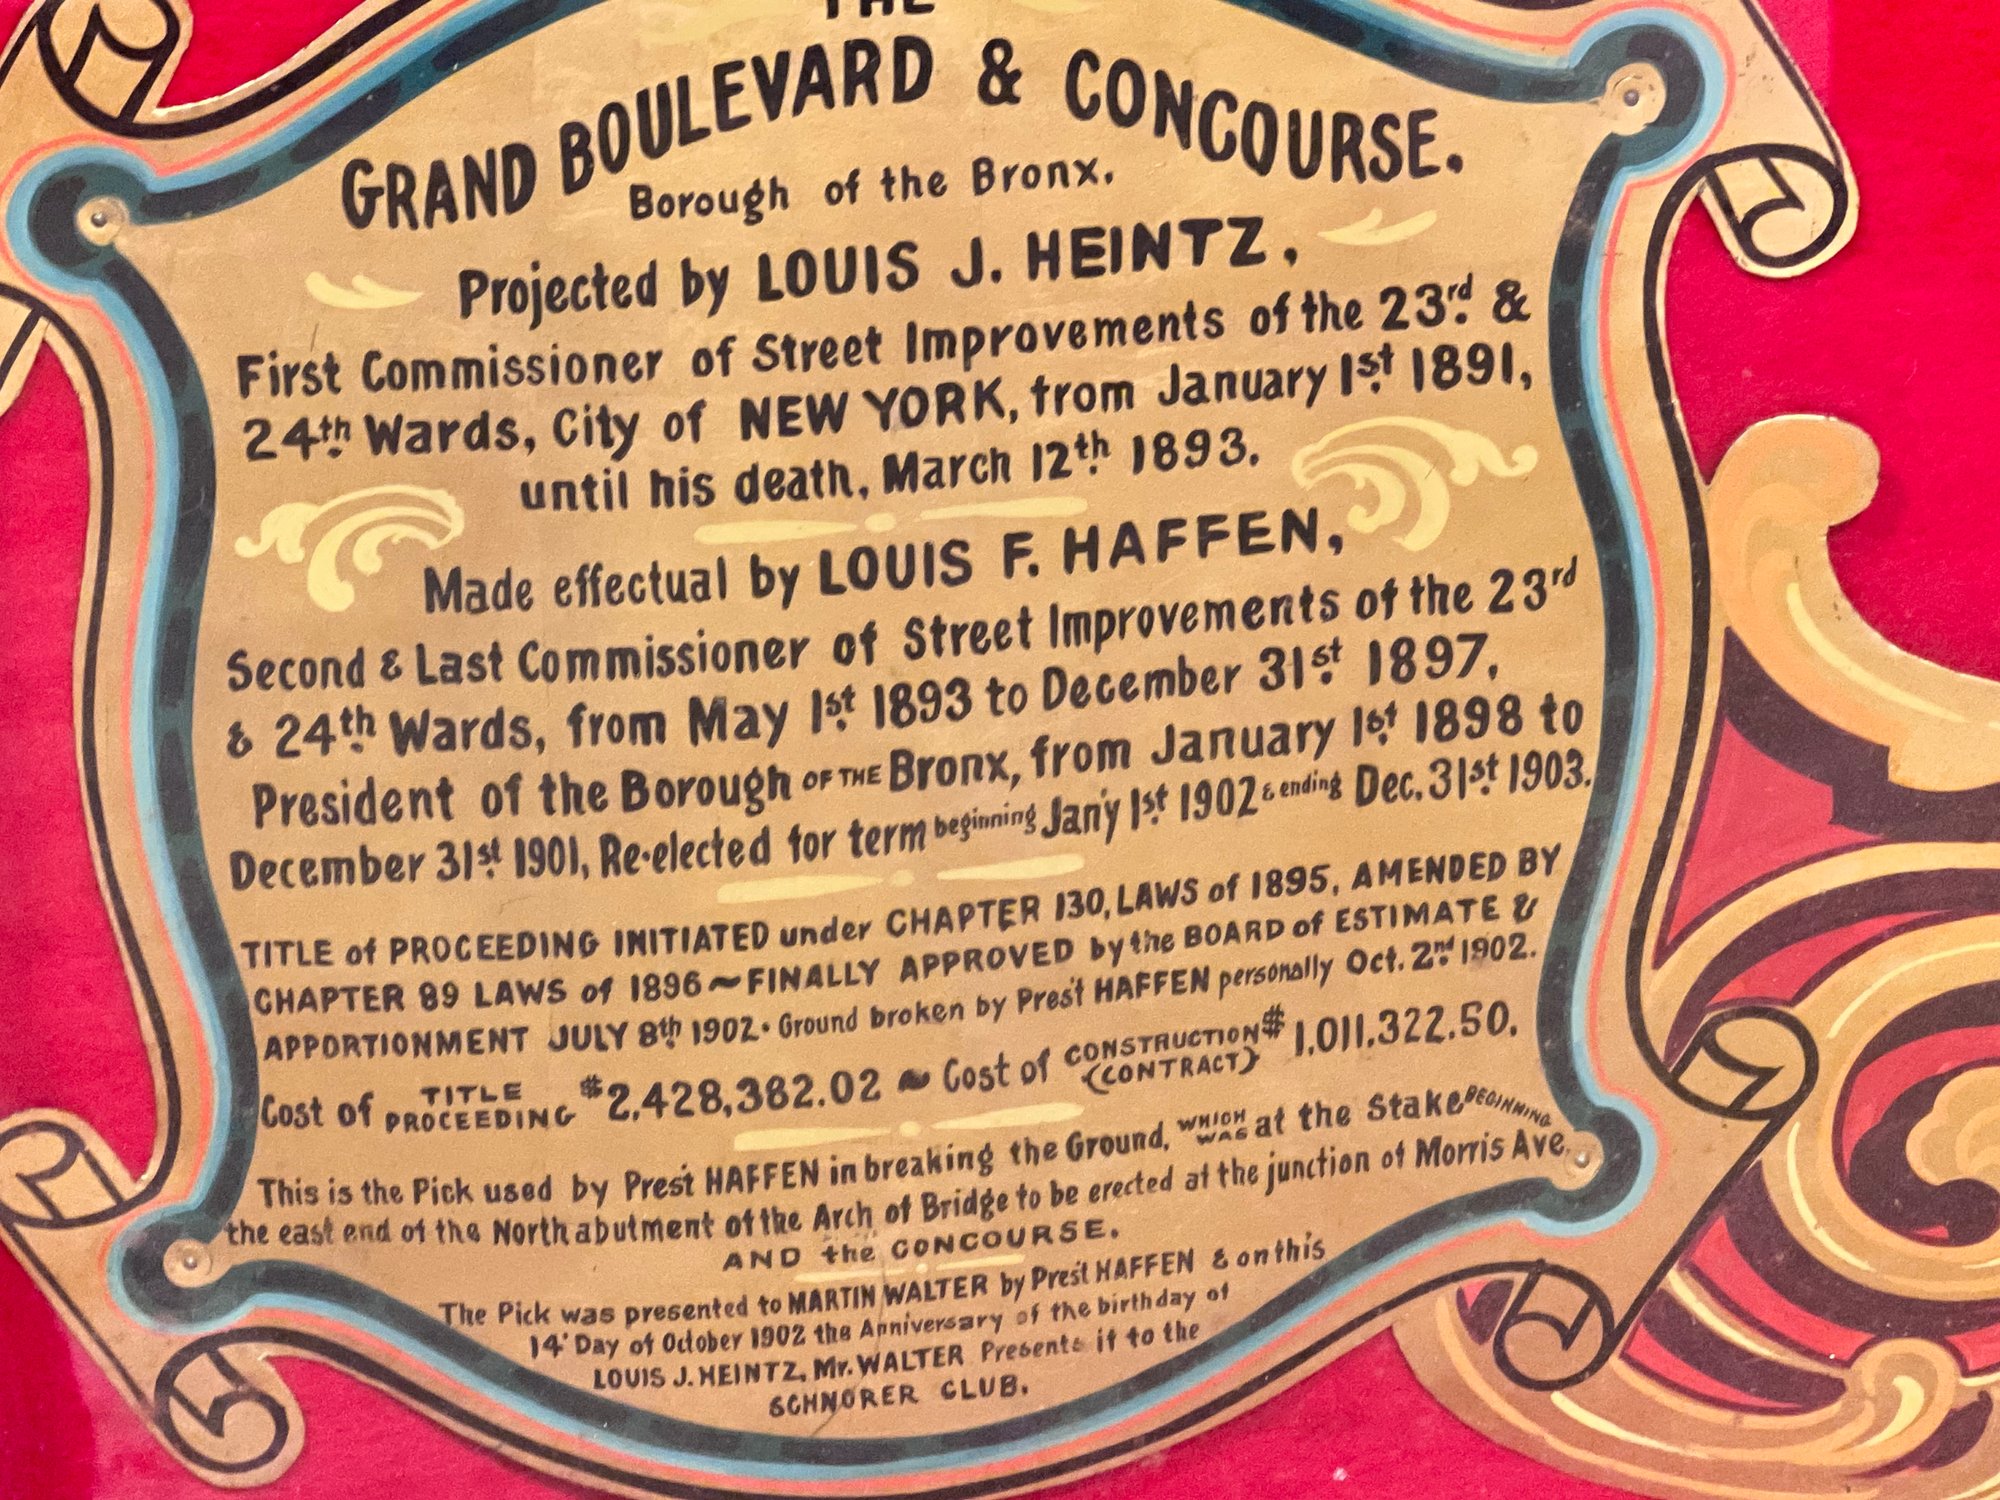 THE
GRAND BOULEVARD & CONCOURSE.
Borough of the Bronx.
Projected by LOUIS J. HEINTZ,
First Commissioner of Street Improvements of the 23rd. &
24th. Wards, City of NEW YORK, from January 1st. 1891,
until his death, March 12th. 1893.
Made effectual by LOUIS F. HAFFEN,
Second & Last Commissioner of Street Improvements of the 23rd
& 24th. Wards, from May 1st. 1893 to December 31st. 1897,
President of the Borough OF THE Bronx, from January 1st. 1898 to
December 31st. 1901, Re-elected for term beginning Jan'y 1st. 1902 & ending Dec. 31st. 1903.
TITLE of PROCEEDING INITIATED under CHAPTER 130, LAWS of 1895, AMENDED BY
CHAPTER 89 LAWS of 1896 ~ FINALLY APPROVED by the BOARD of ESTIMATE &
APPORTIONMENT JULY 8th. 1902. Ground broken by Pres't HAFFEN personally Oct. 2nd. 1902.
Cost of TITLE PROCEEDING $2,428,382.02 ~ Cost of CONSTRUCTION (CONTRACT) $1,011,322.50.
This is the Pick used by Pres't HAFFEN in breaking the Ground, WHICH WAS at the Stake BEGINNING
the east end of the North abutment of the Arch of Bridge to be erected at the junction of Morris Ave.
AND the CONCOURSE.
The Pick was presented to MARTIN WALTER by Pres't HAFFEN & on this
14' Day of October 1902 the Anniversary of the birthday of
LOUIS J. HEINTZ, Mr. WALTER Presents it to the
SCHNORER CLUB.